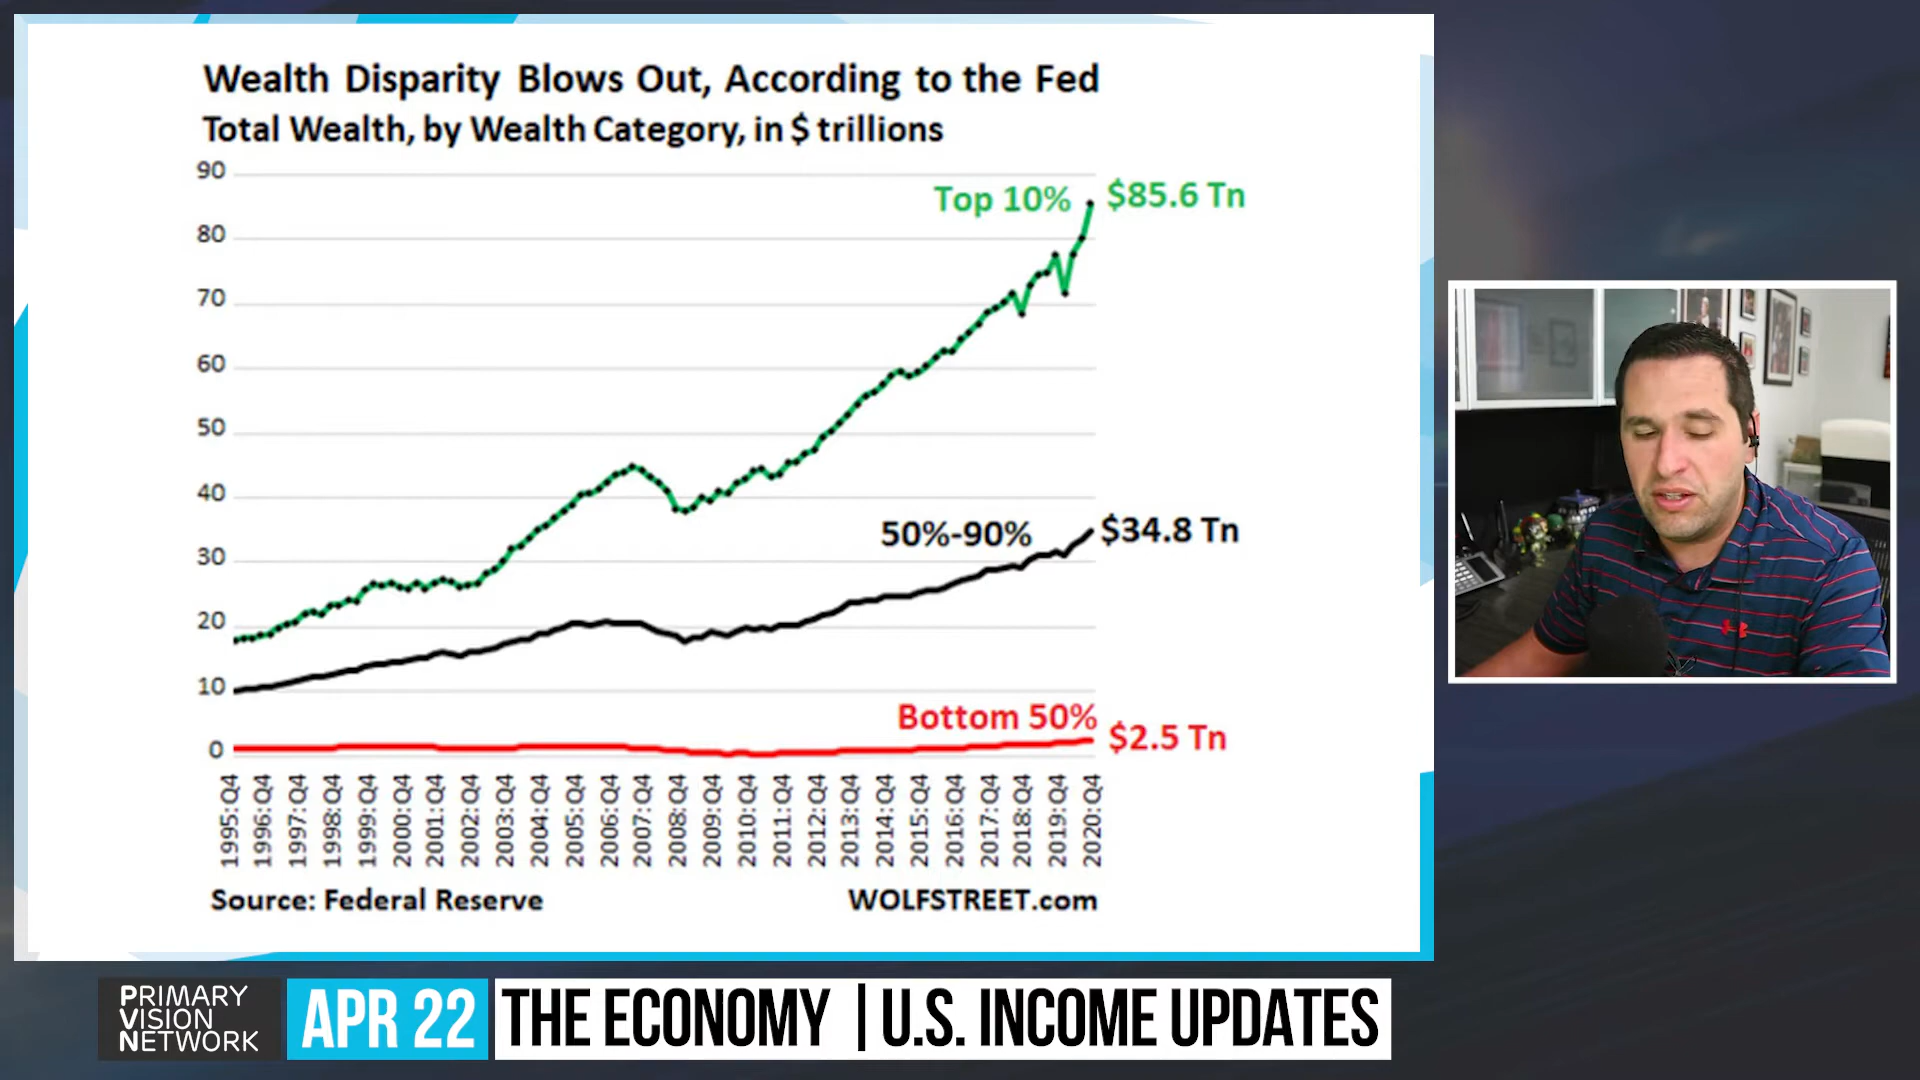 Wealth Disparity Blows Out, According to the Fed
Total Wealth, by Wealth Category, in $ trillions
90
80
70
60
50
40
30
20
10
0
Top 10% $85.6 Tn
50%-90% $34.8 Tn
Bottom 50% $2.5 Tn
1995:Q4
1996:Q4
1997:Q4
1998:Q4
1999:Q4
2000:Q4
2001:Q4
2002:Q4
2003:Q4
2004:Q4
2005:Q4
2006:Q4
2007:Q4
2008:Q4
2009:Q4
2010:Q4
2011:Q4
2012:Q4
2013:Q4
2014:Q4
2015:Q4
2016:Q4
2017:Q4
2018:Q4
2019:Q4
2020:Q4
Source: Federal Reserve WOLFSTREET.com
PRIMARY
VISION
NETWORK
APR 22 THE ECONOMY | U.S. INCOME UPDATES